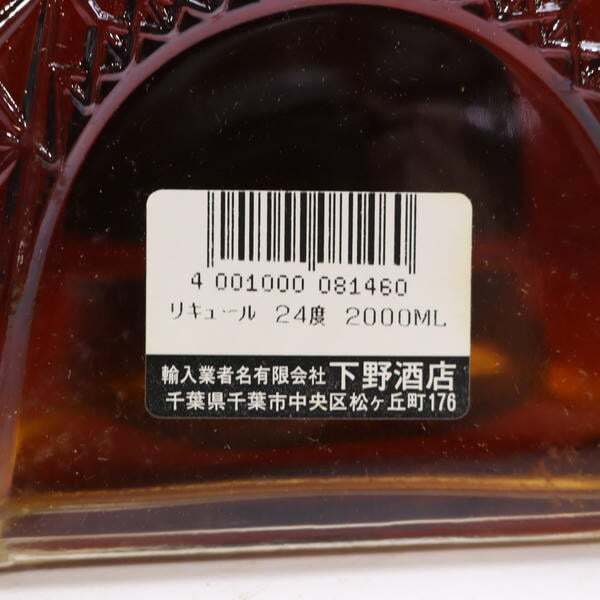 4 001000 081460
リキュール 24度 2000ML
輸入業者名有限会社 下野酒店
千葉県千葉市中央区松ヶ丘町176